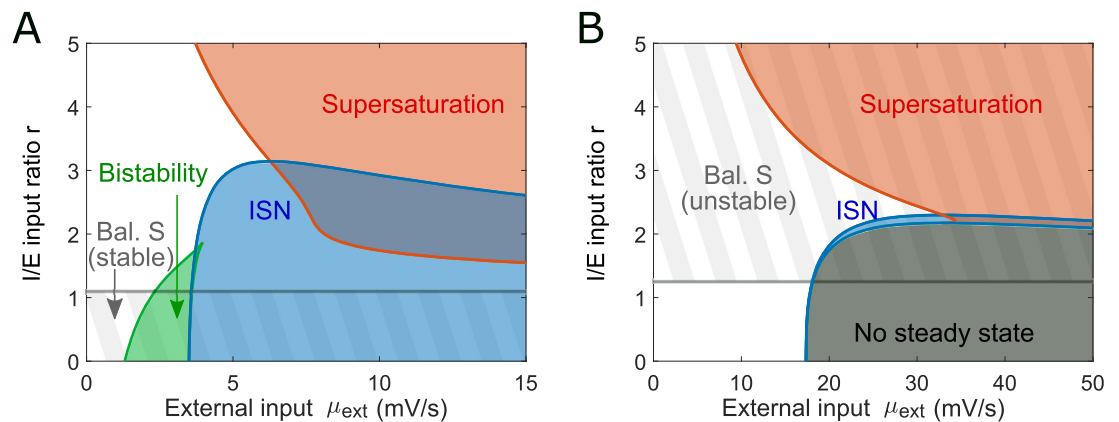 A
5
4
3
2
1
0
I/E input ratio r
Supersaturation
Bistability
ISN
Bal. S
(stable)
0
5
10
15
External input μext (mV/s)
B
5
4
3
2
1
0
I/E input ratio r
Supersaturation
Bal. S
(unstable)
ISN
No steady state
0
10
20
30
40
50
External input μext (mV/s)